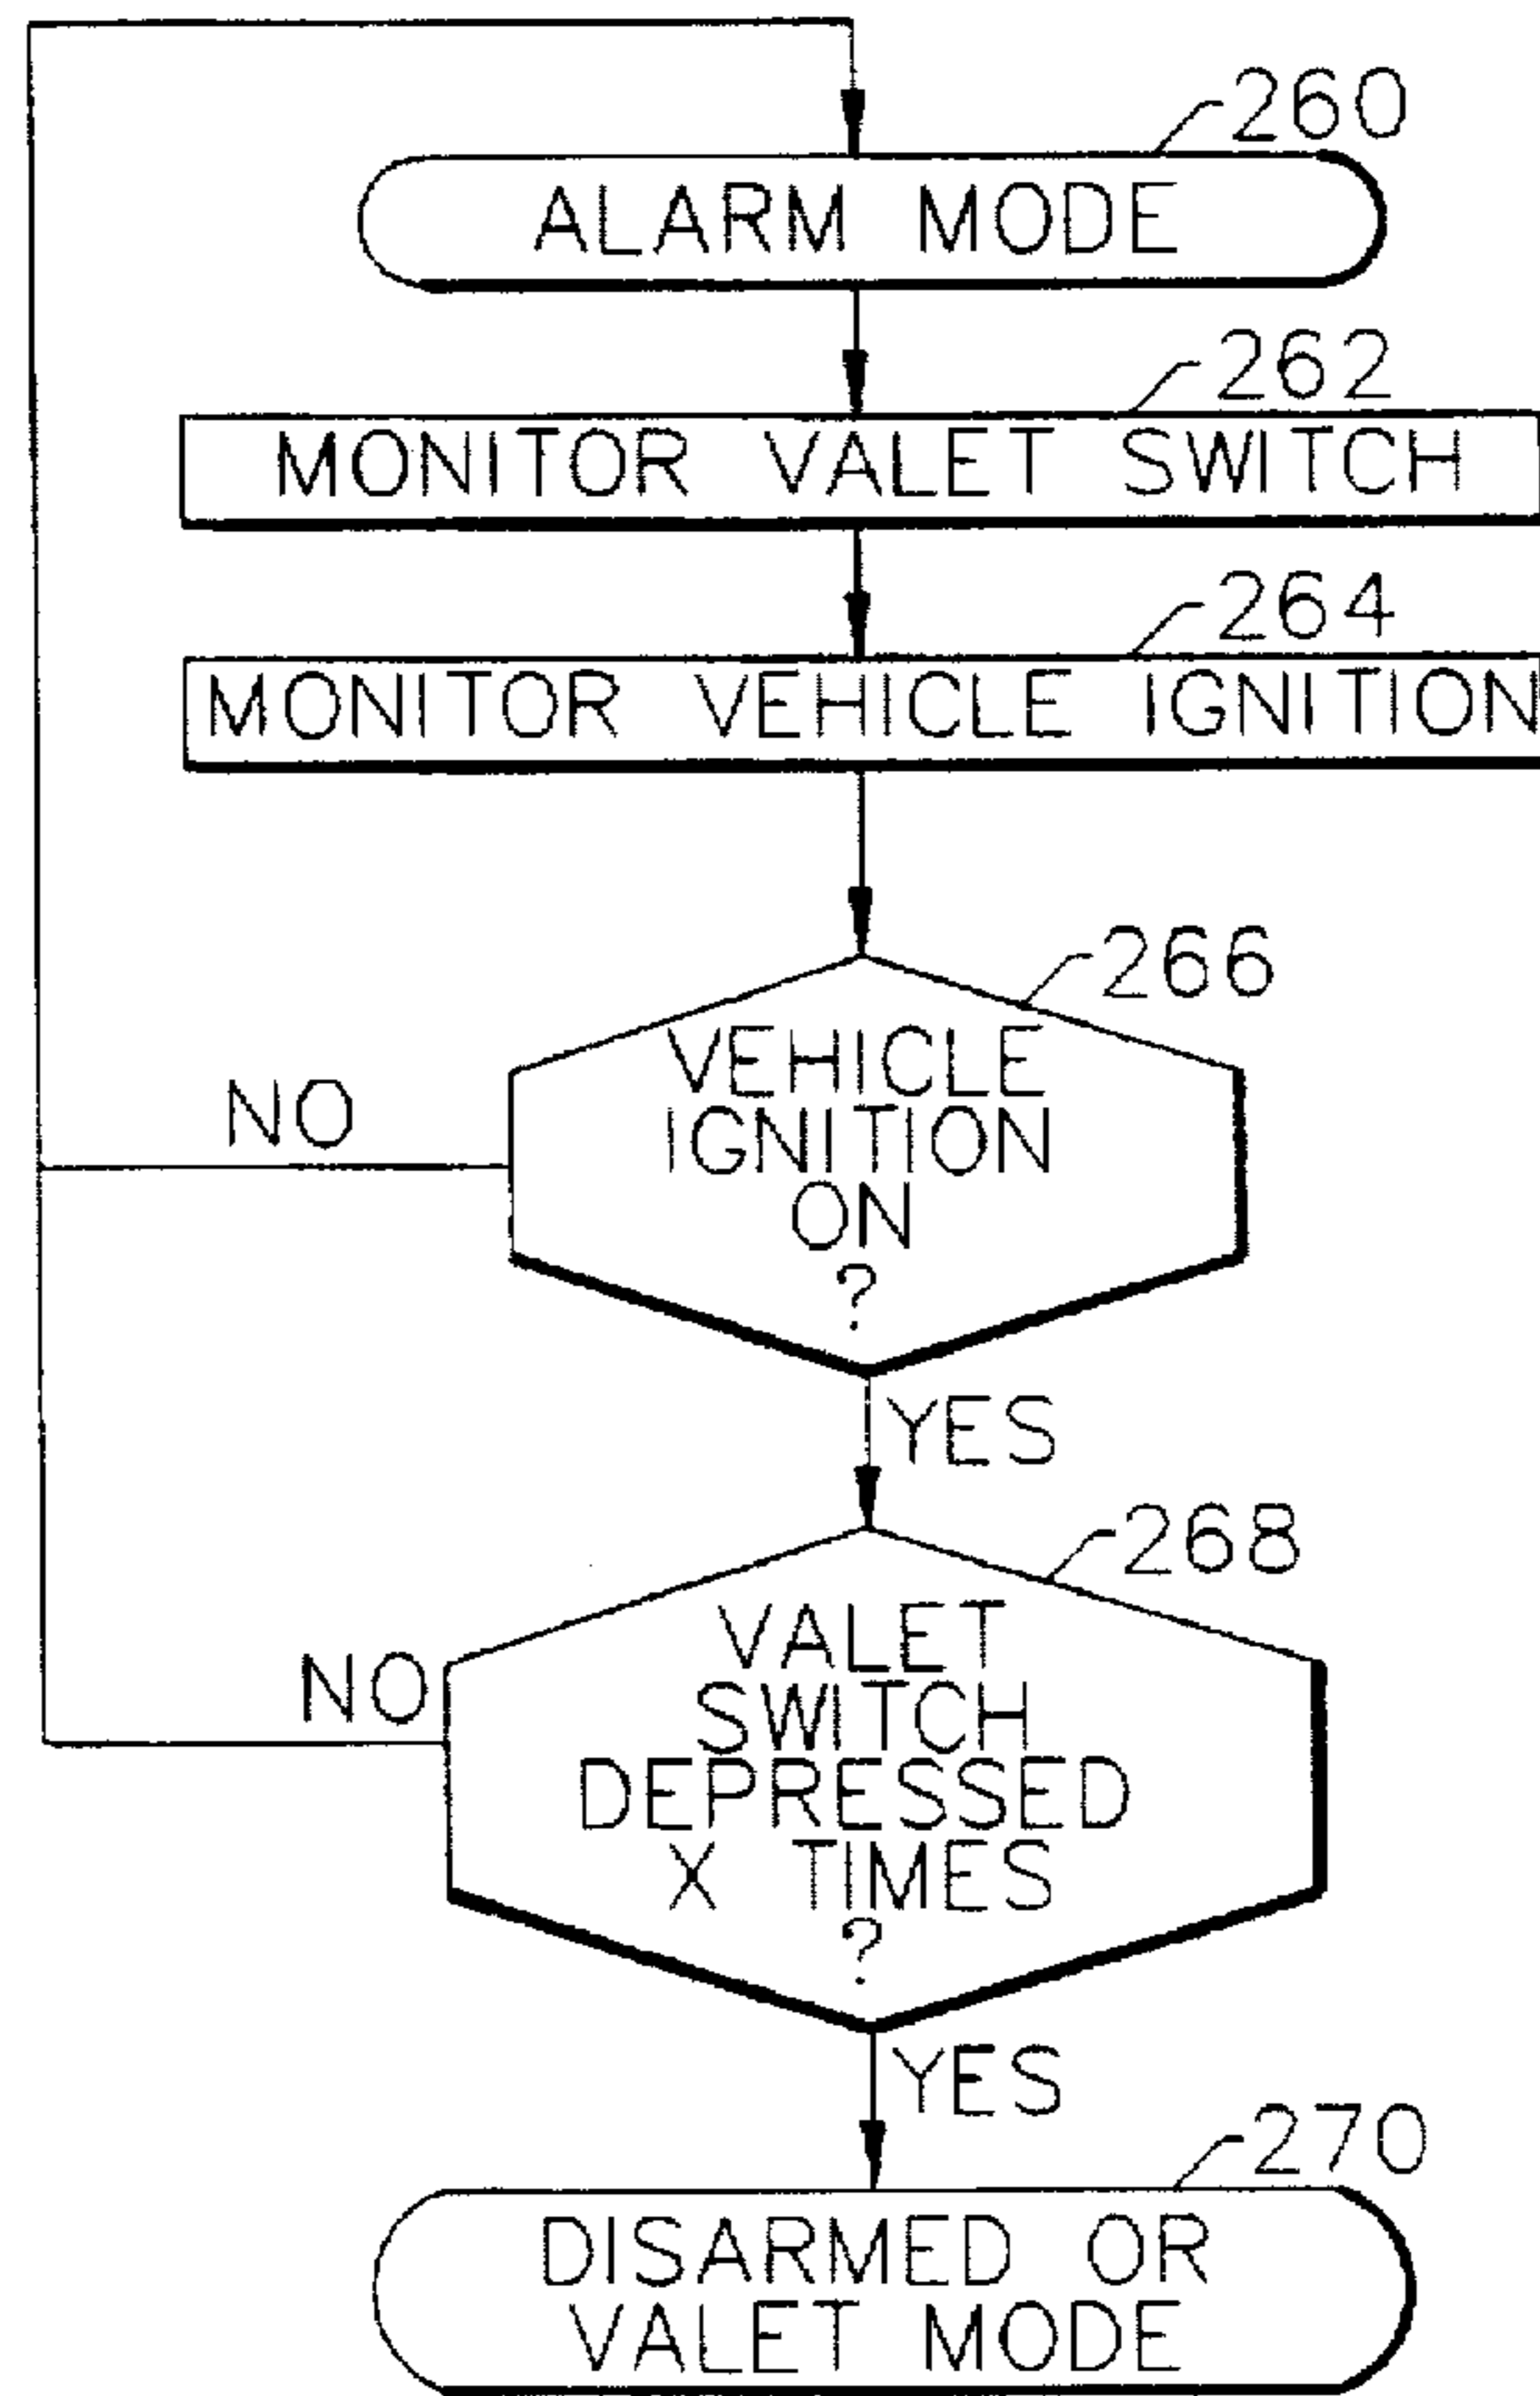 260
ALARM MODE
262
MONITOR VALET SWITCH
264
MONITOR VEHICLE IGNITION
266
VEHICLE
IGNITION
ON
?
NO
YES
268
VALET
SWITCH
DEPRESSED
X TIMES
?
NO
YES
270
DISARMED OR
VALET MODE